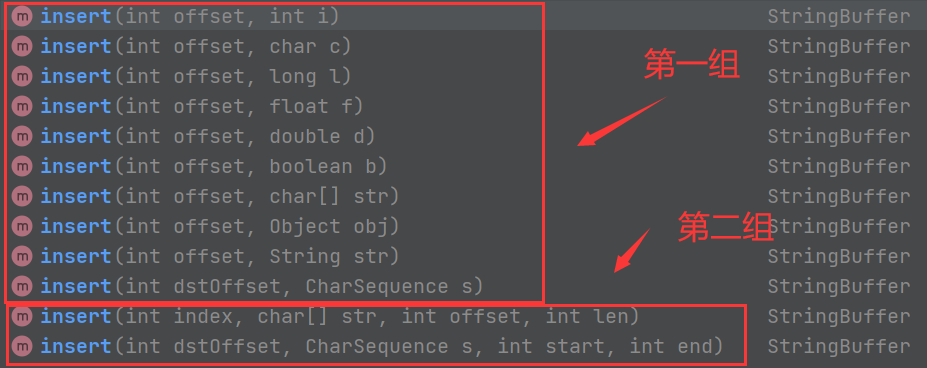 m insert(int offset, int i) StringBuffer
m insert(int offset, char c) StringBuffer
m insert(int offset, long l) StringBuffer
第一组
m insert(int offset, float f) StringBuffer
m insert(int offset, double d) StringBuffer
m insert(int offset, boolean b) StringBuffer
m insert(int offset, char[] str) StringBuffer
m insert(int offset, Object obj) StringBuffer
第二组
m insert(int offset, String str) StringBuffer
m insert(int dstOffset, CharSequence s) StringBuffer
m insert(int index, char[] str, int offset, int len) StringBuffer
m insert(int dstOffset, CharSequence s, int start, int end) StringBuffer